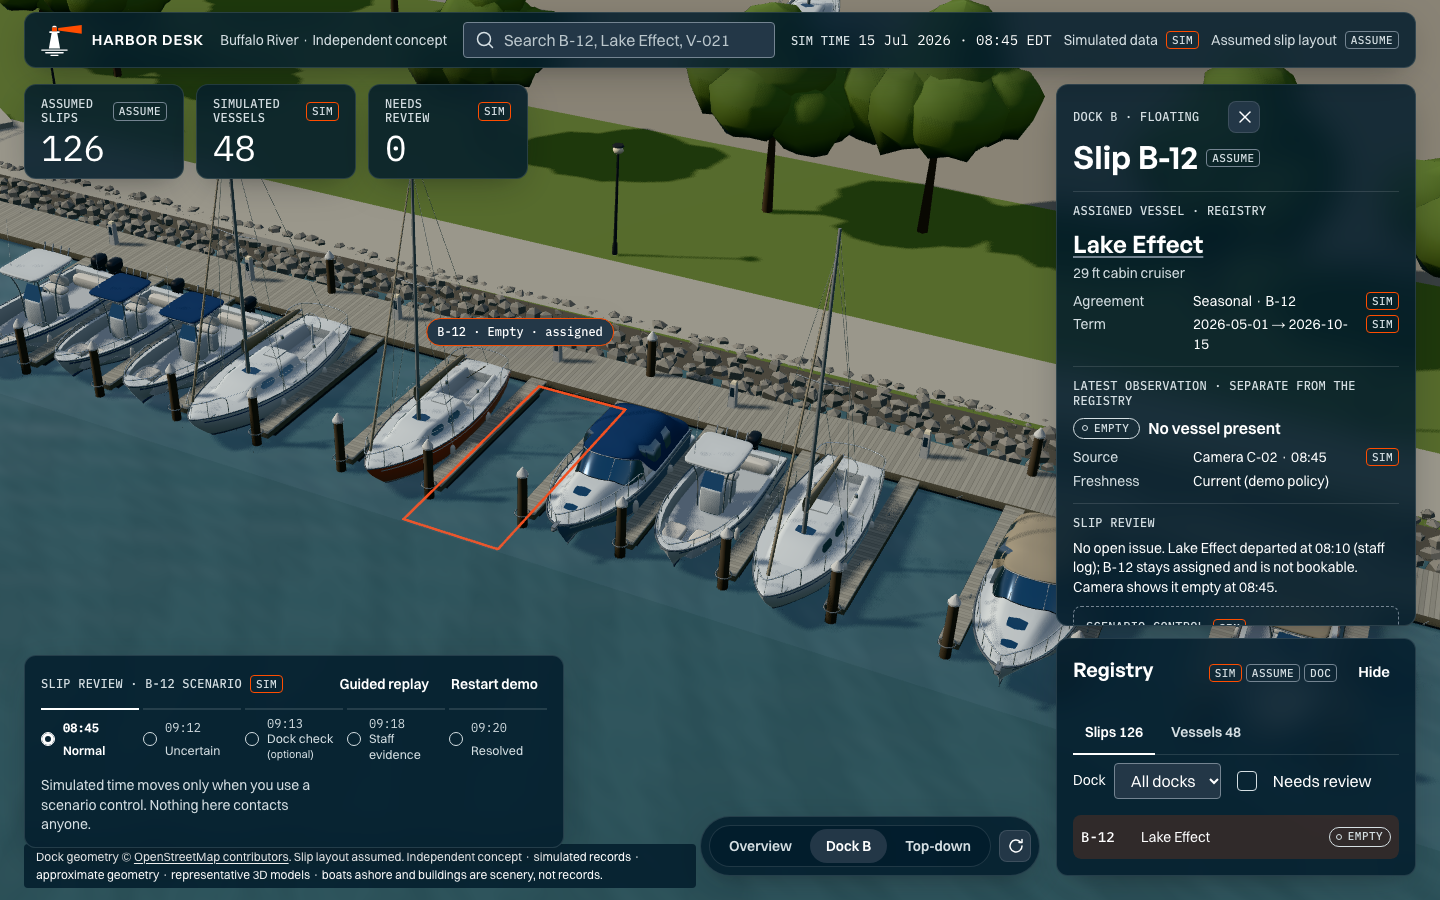 HARBOR DESK
Buffalo River · Independent concept
Search B-12, Lake Effect, V-021
SIM TIME 15 Jul 2026 · 08:45 EDT
Simulated data SIM
Assumed slip layout ASSUME
ASSUMED SLIPS ASSUME
126
SIMULATED VESSELS SIM
48
NEEDS REVIEW SIM
0
B-12 · Empty · assigned
DOCK B · FLOATING
Slip B-12 ASSUME
ASSIGNED VESSEL · REGISTRY
Lake Effect
29 ft cabin cruiser
Agreement Seasonal · B-12 SIM
Term 2026-05-01 → 2026-10- SIM
15
LATEST OBSERVATION · SEPARATE FROM THE
REGISTRY
EMPTY No vessel present
Source Camera C-02 · 08:45 SIM
Freshness Current (demo policy)
SLIP REVIEW
No open issue. Lake Effect departed at 08:10 (staff
log); B-12 stays assigned and is not bookable.
Camera shows it empty at 08:45.
SCENARIO CONTROL SIM
SLIP REVIEW · B-12 SCENARIO SIM
Guided replay
Restart demo
08:45
Normal
09:12
Uncertain
09:13
Dock check
(optional)
09:18
Staff
evidence
09:20
Resolved
Simulated time moves only when you use a
scenario control. Nothing here contacts
anyone.
Dock geometry © OpenStreetMap contributors. Slip layout assumed. Independent concept · simulated records ·
approximate geometry · representative 3D models · boats ashore and buildings are scenery, not records.
Overview
Dock B
Top-down
Registry SIM ASSUME DOC Hide
Slips 126 Vessels 48
Dock All docks Needs review
B-12 Lake Effect EMPTY